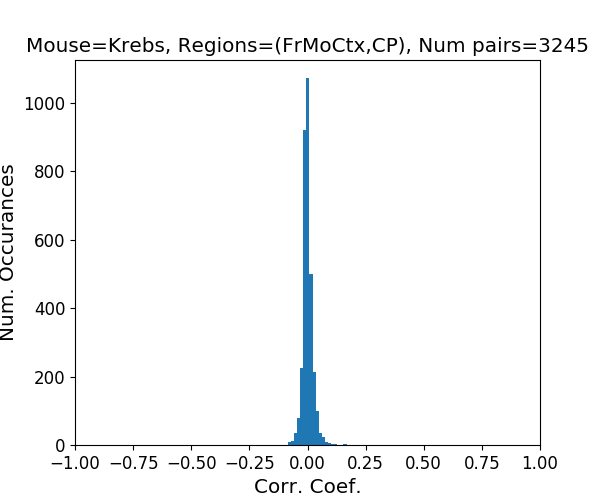 Mouse=Krebs, Regions=(FrMoCtx,CP), Num pairs=3245
1000
800
600
400
200
0
Num. Occurances
−1.00 −0.75 −0.50 −0.25 0.00 0.25 0.50 0.75 1.00
Corr. Coef.